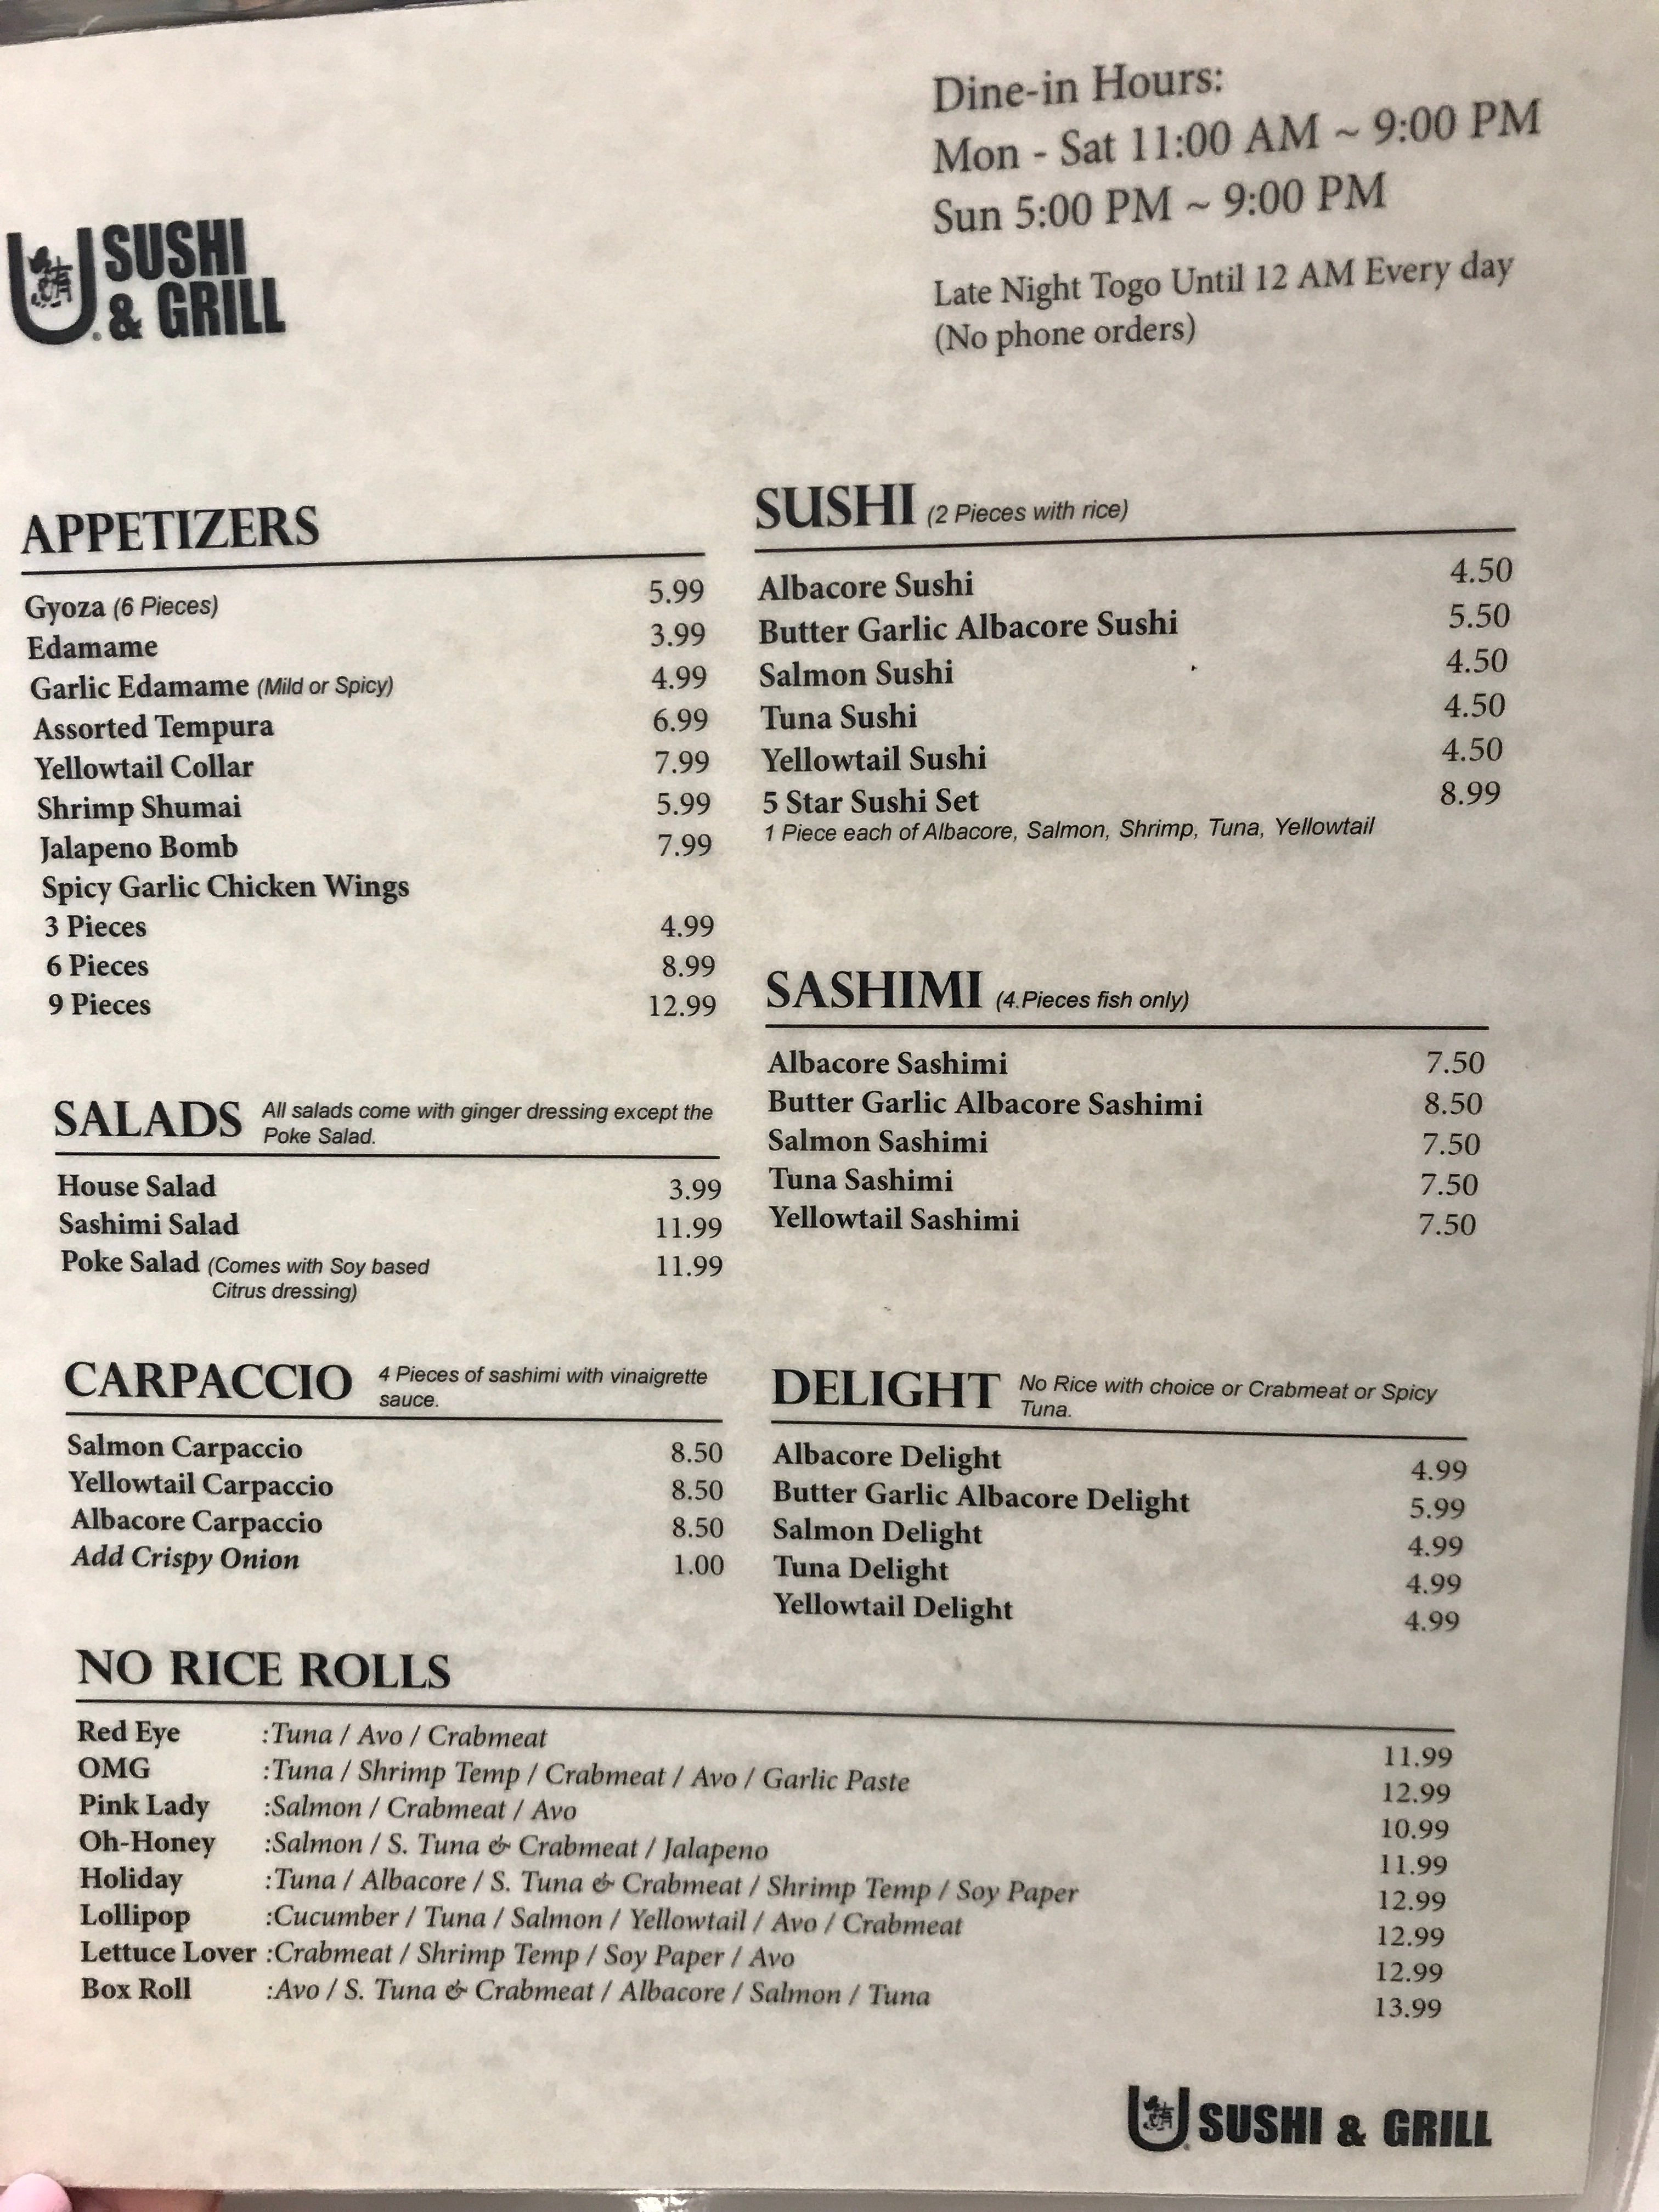 Dine-in Hours:
Mon - Sat 11:00 AM ~ 9:00 PM
Sun 5:00 PM ~ 9:00 PM
Late Night Togo Until 12 AM Every day
(No phone orders)
U SUSHI
& GRILL
APPETIZERS
Gyoza (6 Pieces) 5.99
Edamame 3.99
Garlic Edamame (Mild or Spicy) 4.99
Assorted Tempura 6.99
Yellowtail Collar 7.99
Shrimp Shumai 5.99
Jalapeno Bomb 7.99
Spicy Garlic Chicken Wings
3 Pieces 4.99
6 Pieces 8.99
9 Pieces 12.99
SALADS All salads come with ginger dressing except the
Poke Salad.
House Salad 3.99
Sashimi Salad 11.99
Poke Salad (Comes with Soy based 11.99
Citrus dressing)
CARPACCIO 4 Pieces of sashimi with vinaigrette
sauce.
Salmon Carpaccio 8.50
Yellowtail Carpaccio 8.50
Albacore Carpaccio 8.50
Add Crispy Onion 1.00
SUSHI (2 Pieces with rice)
Albacore Sushi 4.50
Butter Garlic Albacore Sushi 5.50
Salmon Sushi 4.50
Tuna Sushi 4.50
Yellowtail Sushi 4.50
5 Star Sushi Set 8.99
1 Piece each of Albacore, Salmon, Shrimp, Tuna, Yellowtail
SASHIMI (4 Pieces fish only)
Albacore Sashimi 7.50
Butter Garlic Albacore Sashimi 8.50
Salmon Sashimi 7.50
Tuna Sashimi 7.50
Yellowtail Sashimi 7.50
DELIGHT No Rice with choice or Crabmeat or Spicy
Tuna.
Albacore Delight 4.99
Butter Garlic Albacore Delight 5.99
Salmon Delight 4.99
Tuna Delight 4.99
Yellowtail Delight 4.99
NO RICE ROLLS
Red Eye :Tuna / Avo / Crabmeat 11.99
OMG :Tuna / Shrimp Temp / Crabmeat / Avo / Garlic Paste 12.99
Pink Lady :Salmon / Crabmeat / Avo 10.99
Oh-Honey :Salmon / S. Tuna & Crabmeat / Jalapeno 11.99
Holiday :Tuna / Albacore / S. Tuna & Crabmeat / Shrimp Temp / Soy Paper 12.99
Lollipop :Cucumber / Tuna / Salmon / Yellowtail / Avo / Crabmeat 12.99
Lettuce Lover :Crabmeat / Shrimp Temp / Soy Paper / Avo 12.99
Box Roll :Avo / S. Tuna & Crabmeat / Albacore / Salmon / Tuna 13.99
U SUSHI & GRILL